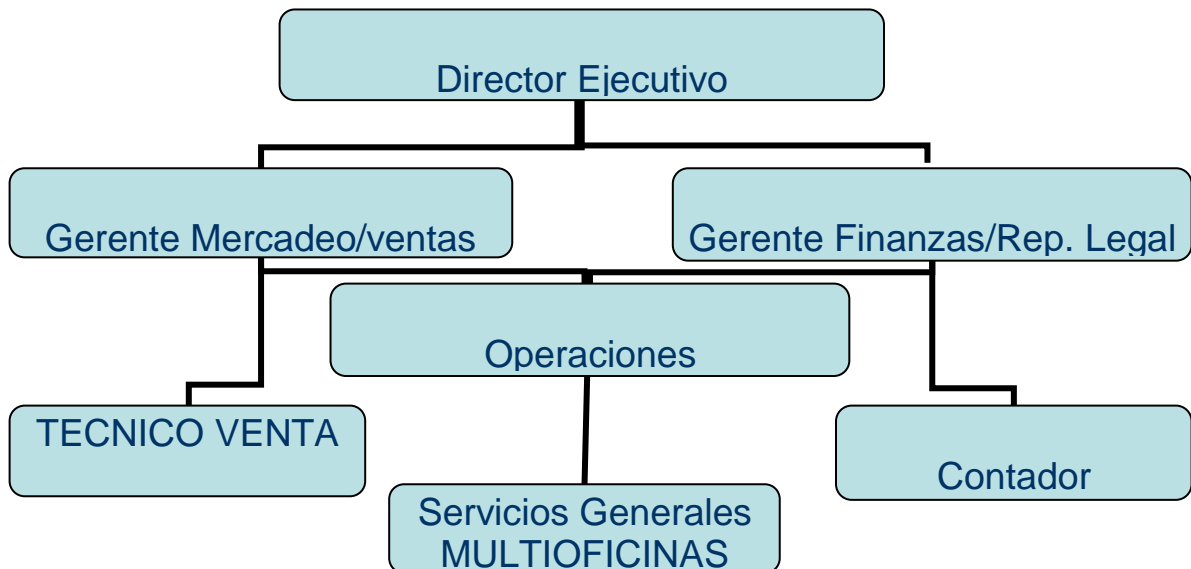 Director Ejecutivo
Gerente Mercadeo/ventas
Gerente Finanzas/Rep. Legal
Operaciones
TECNICO VENTA
Contador
Servicios Generales
MULTIOFICINAS